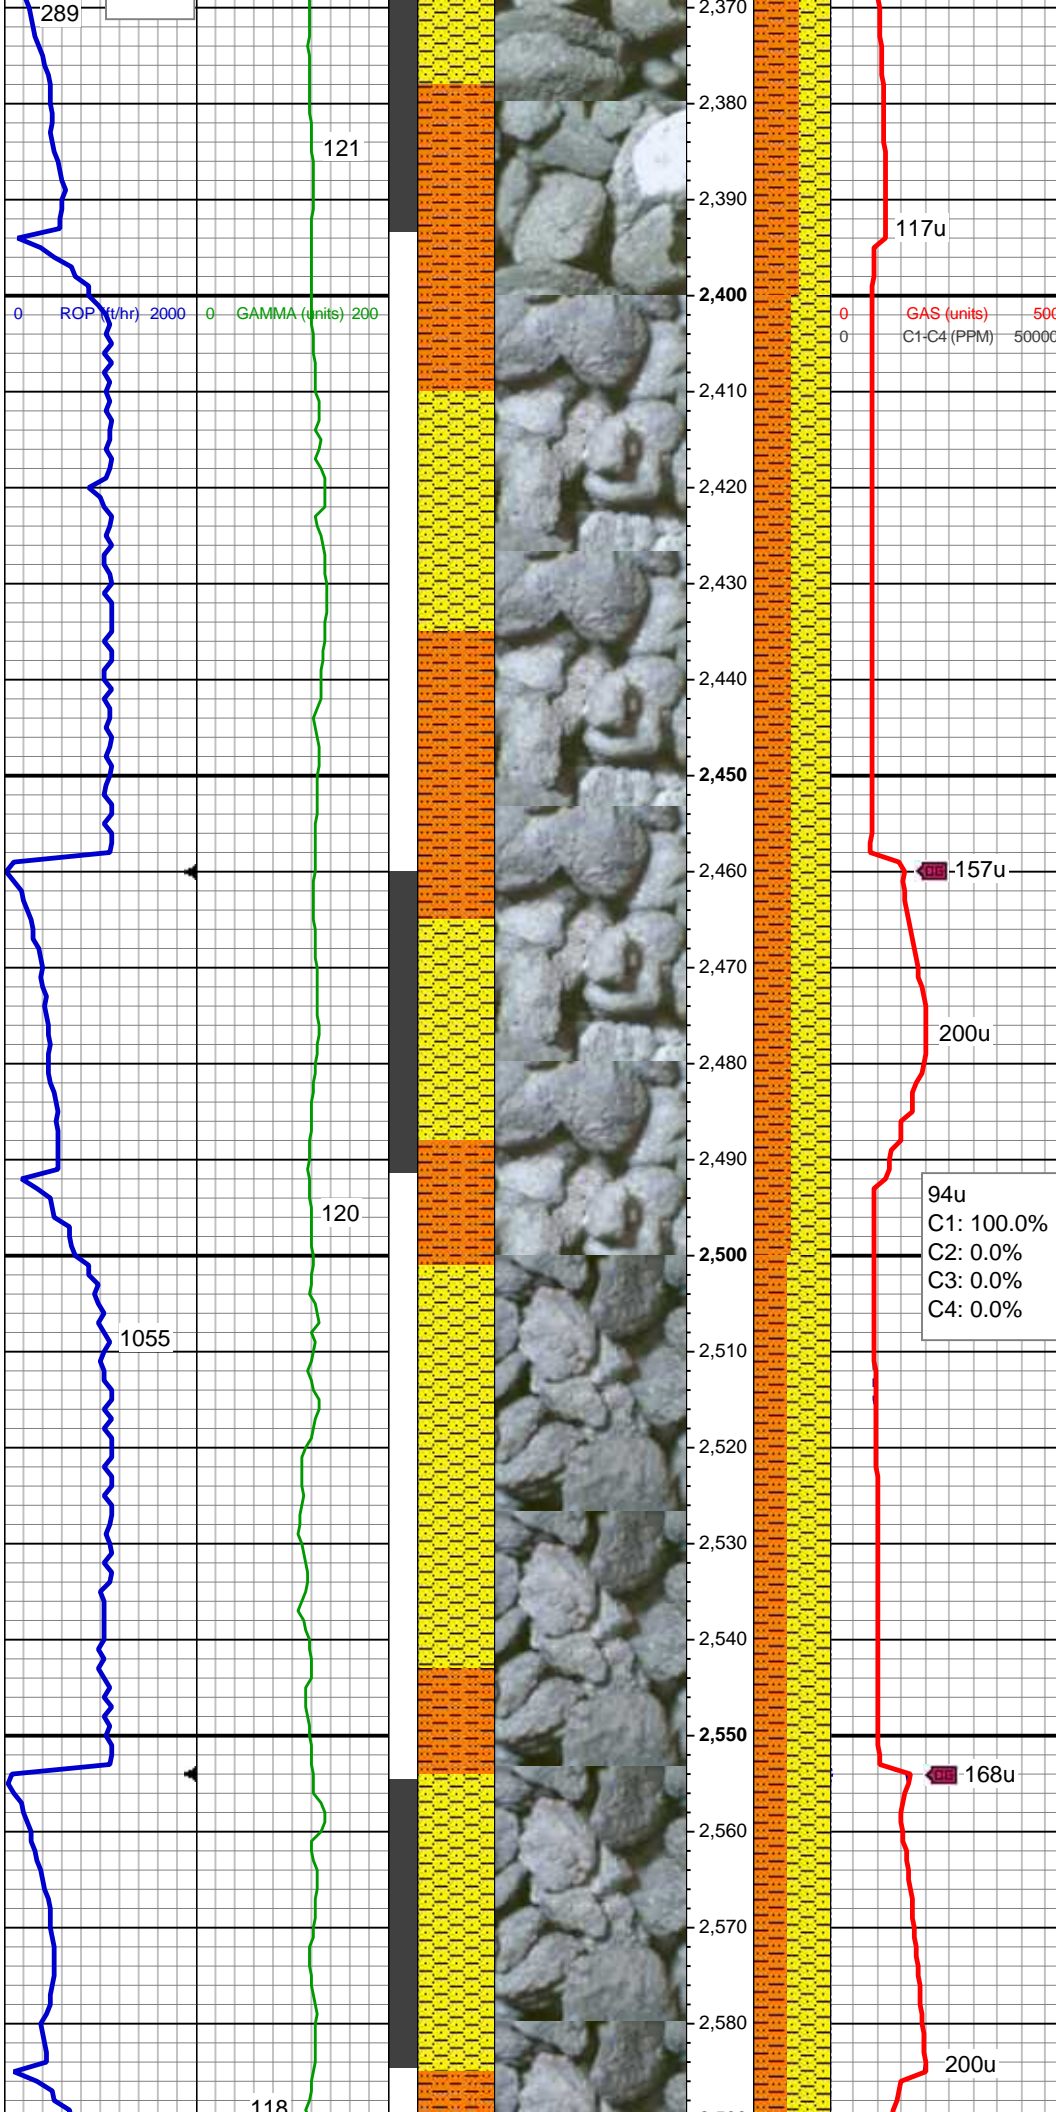 289
2,370
2,380
121
2,390
117u
2,400
0 ROP (ft/hr) 2000 0 GAMMA (units) 200
0 GAS (units) 500
0 C1-C4 (PPM) 50000
2,410
2,420
2,430
2,440
2,450
2,460
CG 157u
2,470
200u
2,480
2,490
120
94u
C1: 100.0%
C2: 0.0%
C3: 0.0%
C4: 0.0%
2,500
1055
2,510
2,520
2,530
2,540
2,550
CG 168u
2,560
2,570
2,580
200u
118